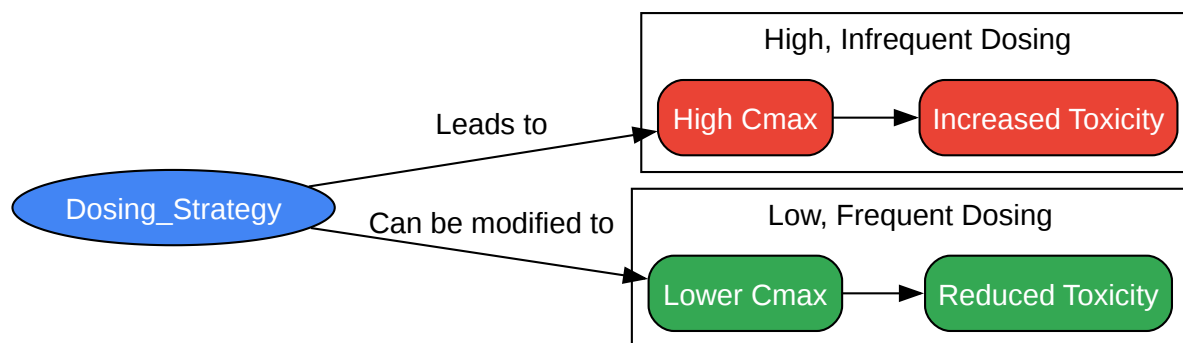 High, Infrequent Dosing
High Cmax
Increased Toxicity
Leads to
Dosing_Strategy
Can be modified to
Low, Frequent Dosing
Lower Cmax
Reduced Toxicity